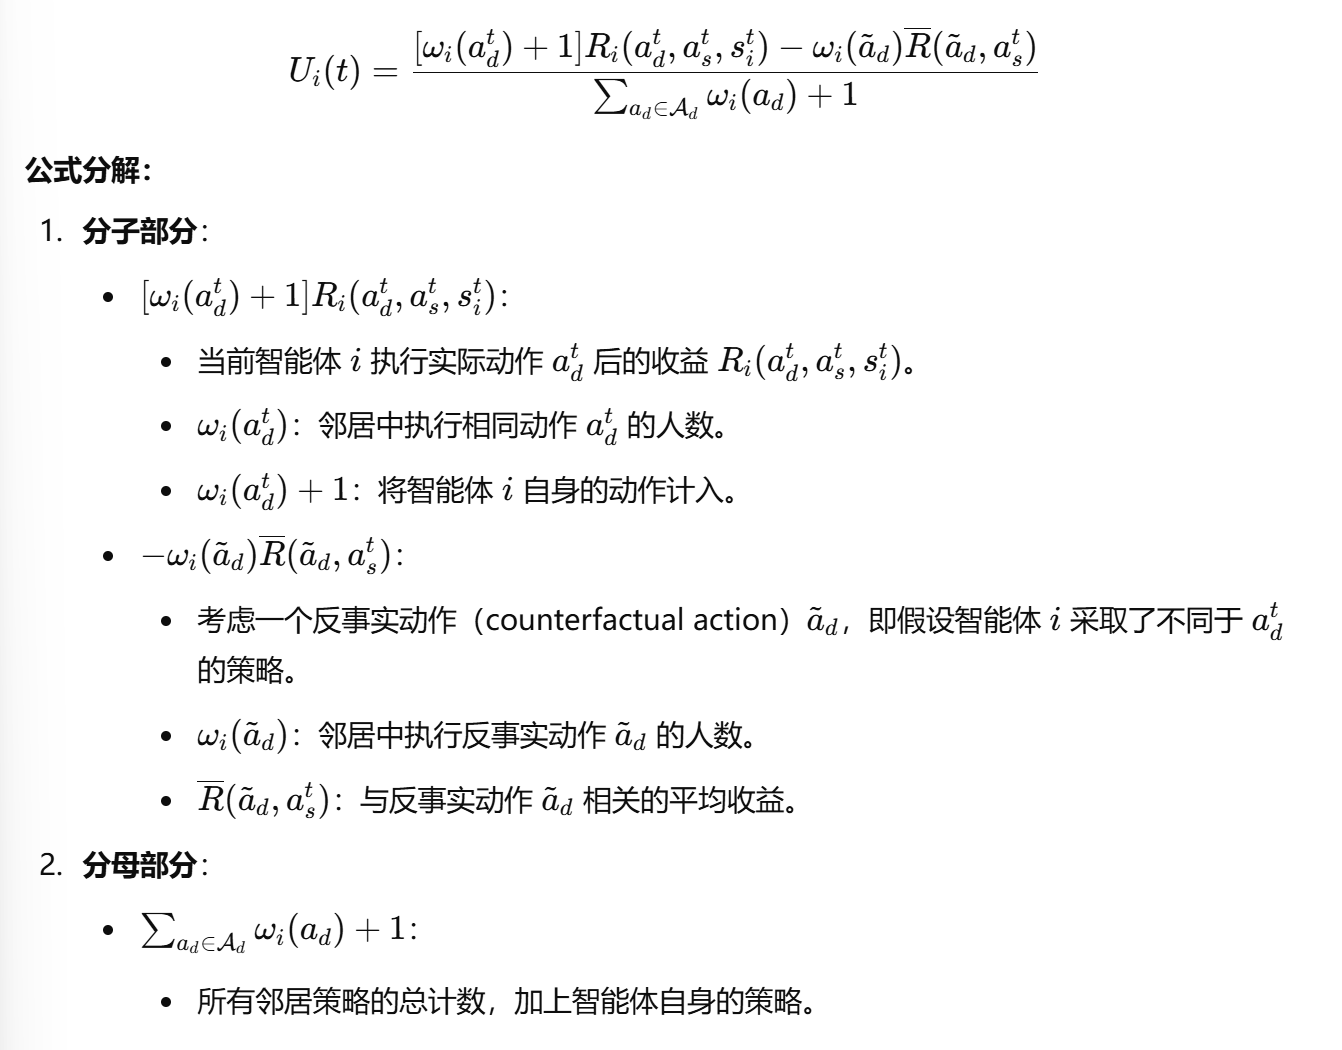 U_i(t) = \frac{[\omega_i(a_d^t) + 1]R_i(a_d^t, a_s^t, s_i^t) - \omega_i(\tilde{a}_d)\overline{R}(\tilde{a}_d, a_s^t)}{\sum_{a_d \in \mathcal{A}_d} \omega_i(a_d) + 1}
公式分解：
1. 分子部分：
• [\omega_i(a_d^t) + 1]R_i(a_d^t, a_s^t, s_i^t)：
• 当前智能体 i 执行实际动作 a_d^t 后的收益 R_i(a_d^t, a_s^t, s_i^t)。
• \omega_i(a_d^t)：邻居中执行相同动作 a_d^t 的人数。
• \omega_i(a_d^t) + 1：将智能体 i 自身的动作计入。
• -\omega_i(\tilde{a}_d)\overline{R}(\tilde{a}_d, a_s^t)：
• 考虑一个反事实动作（counterfactual action）\tilde{a}_d，即假设智能体 i 采取了不同于 a_d^t
的策略。
• \omega_i(\tilde{a}_d)：邻居中执行反事实动作 \tilde{a}_d 的人数。
• \overline{R}(\tilde{a}_d, a_s^t)：与反事实动作 \tilde{a}_d 相关的平均收益。
2. 分母部分：
• \sum_{a_d \in \mathcal{A}_d} \omega_i(a_d) + 1：
• 所有邻居策略的总计数，加上智能体自身的策略。